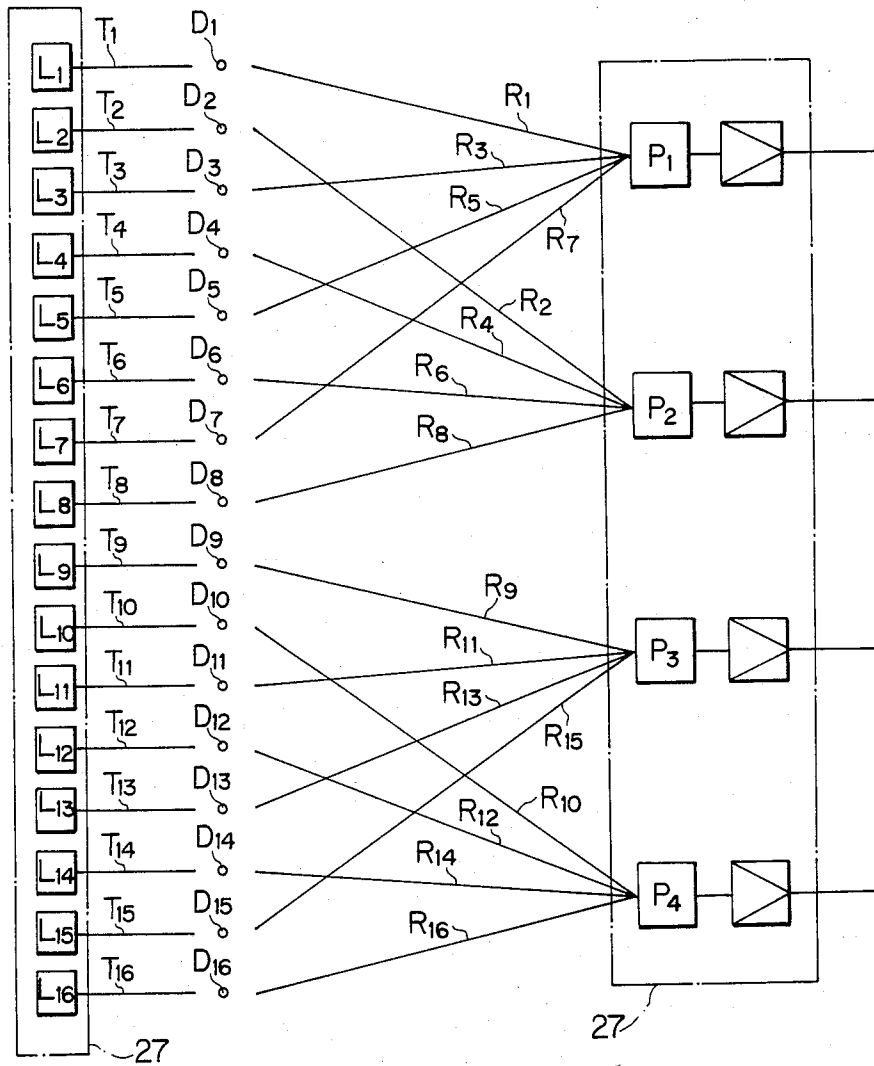 L1 T1 D1
L2 T2 D2
L3 T3 D3
L4 T4 D4
L5 T5 D5
L6 T6 D6
L7 T7 D7
L8 T8 D8
L9 T9 D9
L10 T10 D10
L11 T11 D11
L12 T12 D12
L13 T13 D13
L14 T14 D14
L15 T15 D15
L16 T16 D16
R1
R3
R5
R7
R2
R4
R6
R8
R9
R11
R13
R15
R10
R12
R14
R16
P1
P2
P3
P4
27
27